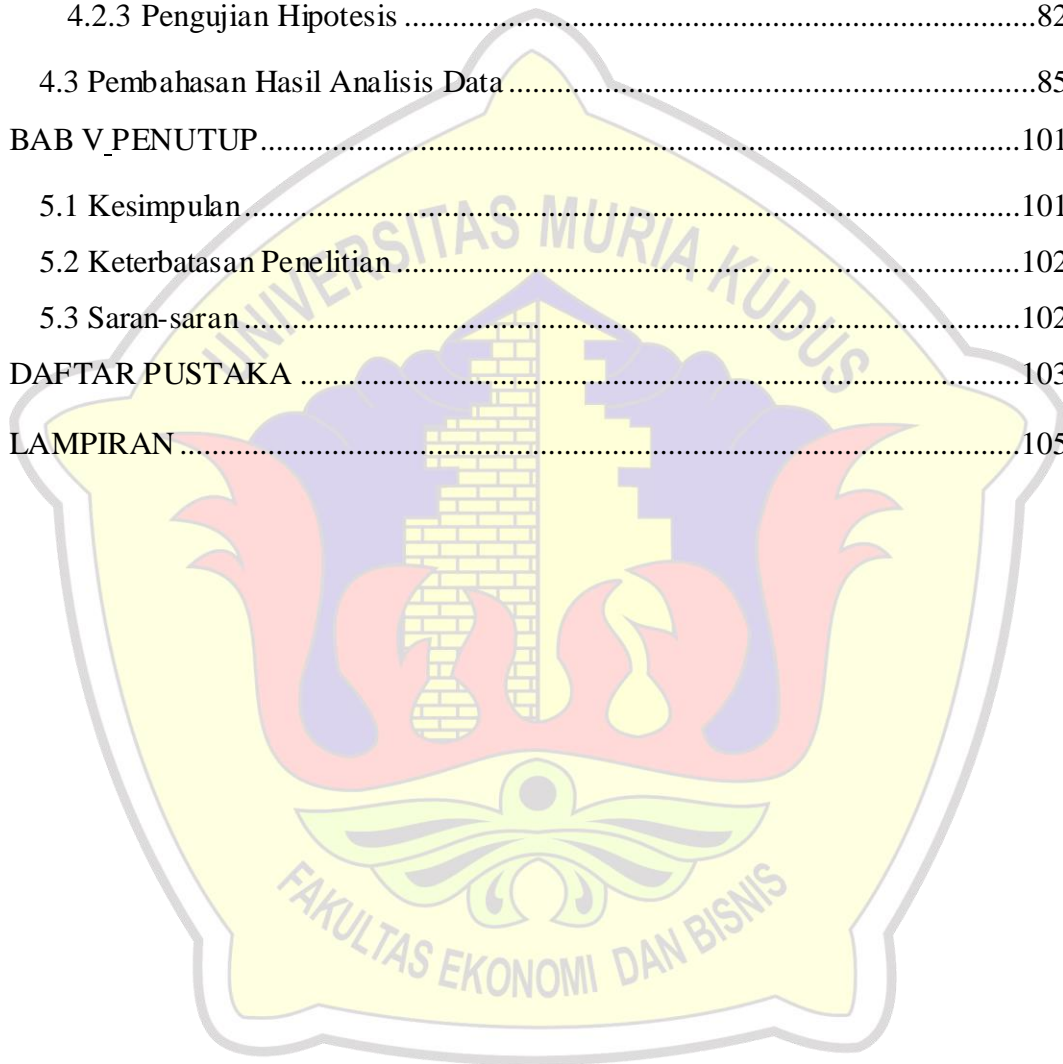 4.2.3 Pengujian Hipotesis ........................................................................................82
4.3 Pembahasan Hasil Analisis Data ........................................................................85
BAB V PENUTUP..................................................................................................101
5.1 Kesimpulan.......................................................................................................101
5.2 Keterbatasan Penelitian .....................................................................................102
5.3 Saran-saran .......................................................................................................102
DAFTAR PUSTAKA .............................................................................................103
LAMPIRAN ...........................................................................................................105
UNIVERSITAS MURIA KUDUS
FAKULTAS EKONOMI DAN BISNIS